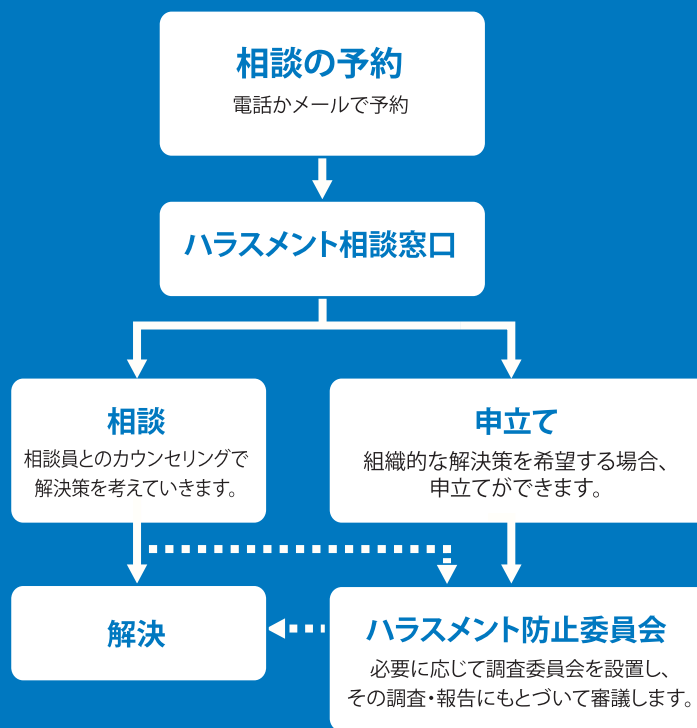 相談の予約
電話かメールで予約
ハラスメント相談窓口
相談
相談員とのカウンセリングで
解決策を考えていきます。
申立て
組織的な解決策を希望する場合、
申立てができます。
解決
ハラスメント防止委員会
必要に応じて調査委員会を設置し、
その調査・報告にもとづいて審議します。